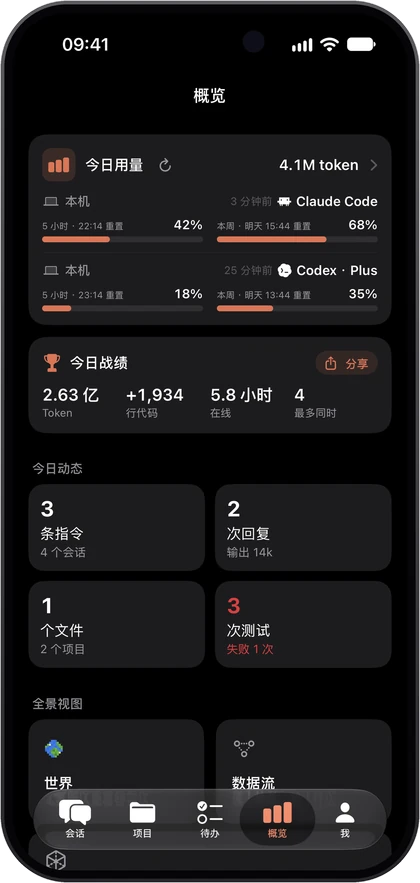 09:41
概览
今日用量 4.1M token
本机 3 分钟前 Claude Code
5 小时 · 22:14 重置 42% 本周 · 明天 15:44 重置 68%
本机 25 分钟前 Codex · Plus
5 小时 · 23:14 重置 18% 本周 · 明天 13:44 重置 35%
今日战绩 分享
2.63 亿 +1,934 5.8 小时 4
Token 行代码 在线 最多同时
今日动态
3 2
条指令 次回复
4 个会话 输出 14k
1 3
个文件 次测试
2 个项目 失败 1 次
全景视图
世界 数据流
会话 项目 待办 概览 我